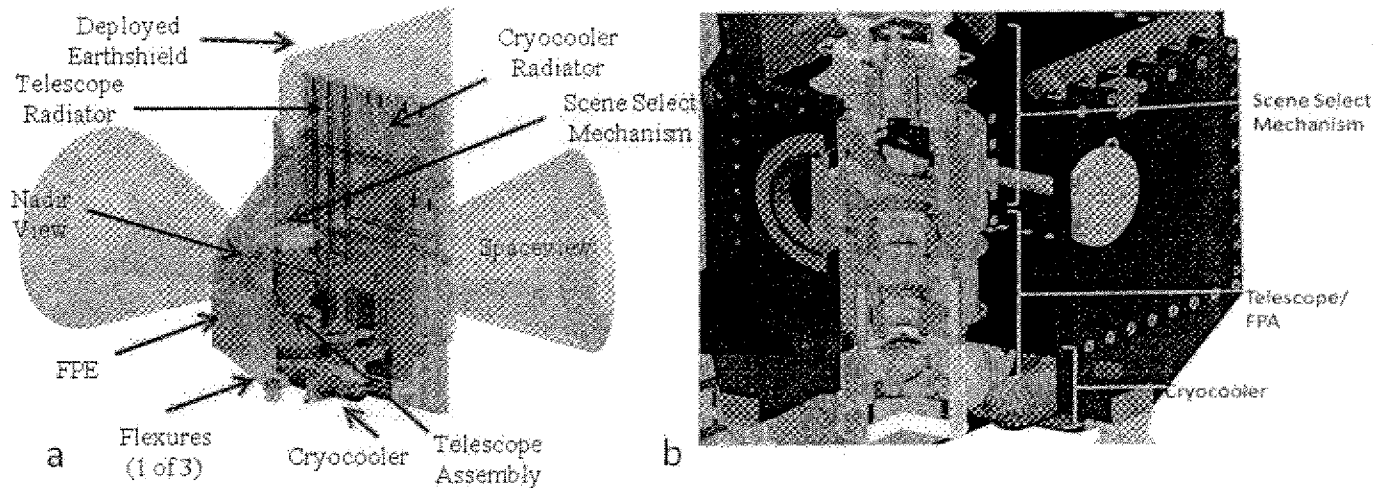 Deployed
Earthshield
Telescope
Radiator
Cryocooler
Radiator
Scene Select
Mechanism
Nadir
View
Spaceview
FPE
Flexures
(1 of 3)
Cryocooler
Telescope
Assembly
a
Scene Select
Mechanism
Telescope/
FPA
Cryocooler
b